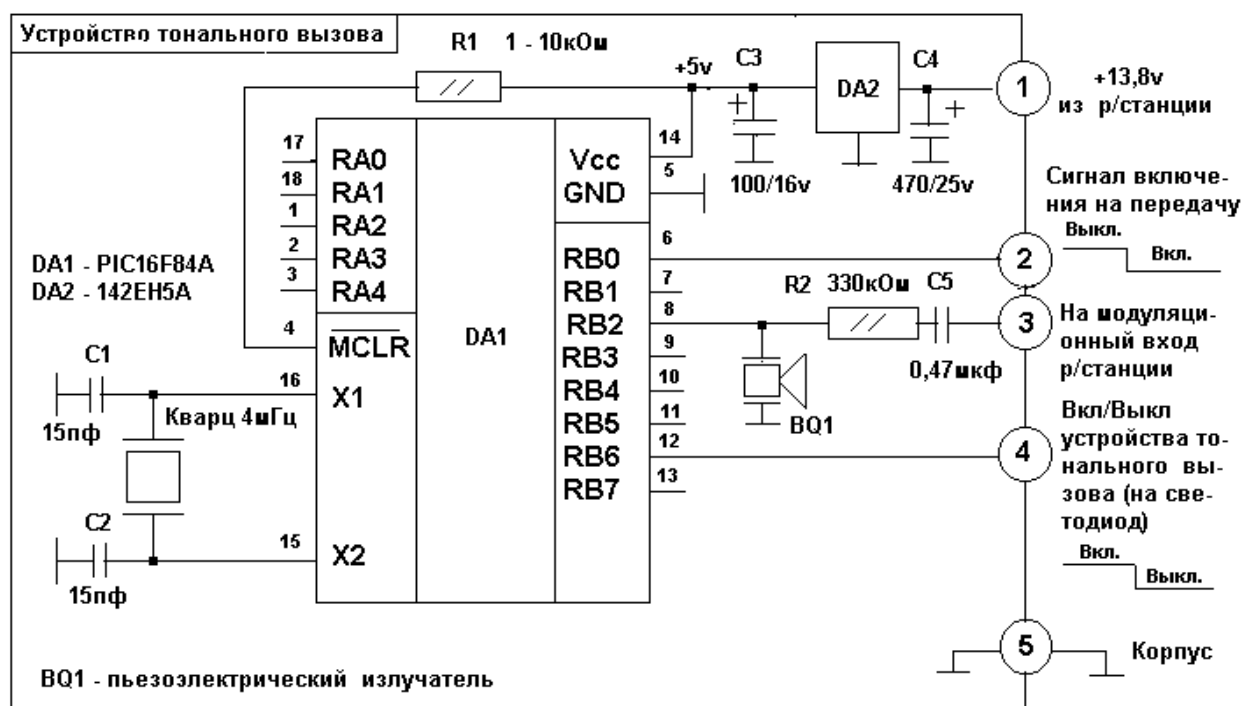 Устройство тонального вызова
R1 1 - 10кОм
+5v
C3
C4
DA2
1
+13,8v
из р/станции
100/16v
470/25v
17
RA0
18
RA1
1
RA2
2
RA3
3
RA4
4
MCLR
16
X1
15
X2
DA1
Vcc
14
GND
5
RB0
6
RB1
7
RB2
8
RB3
9
RB4
10
RB5
11
RB6
12
RB7
13
DA1 - PIC16F84A
DA2 - 142ЕН5А
C1
15пф
Кварц 4мГц
C2
15пф
R2 330кОм C5
0,47мкф
BQ1
Сигнал включе-
ния на передачу
Выкл.
Вкл.
2
3
На модуляци-
онный вход
р/станции
4
Вкл/Выкл
устройства то-
нального вы-
зова (на све-
тодиод)
Вкл.
Выкл.
5
Корпус
BQ1 - пьезоэлектрический излучатель